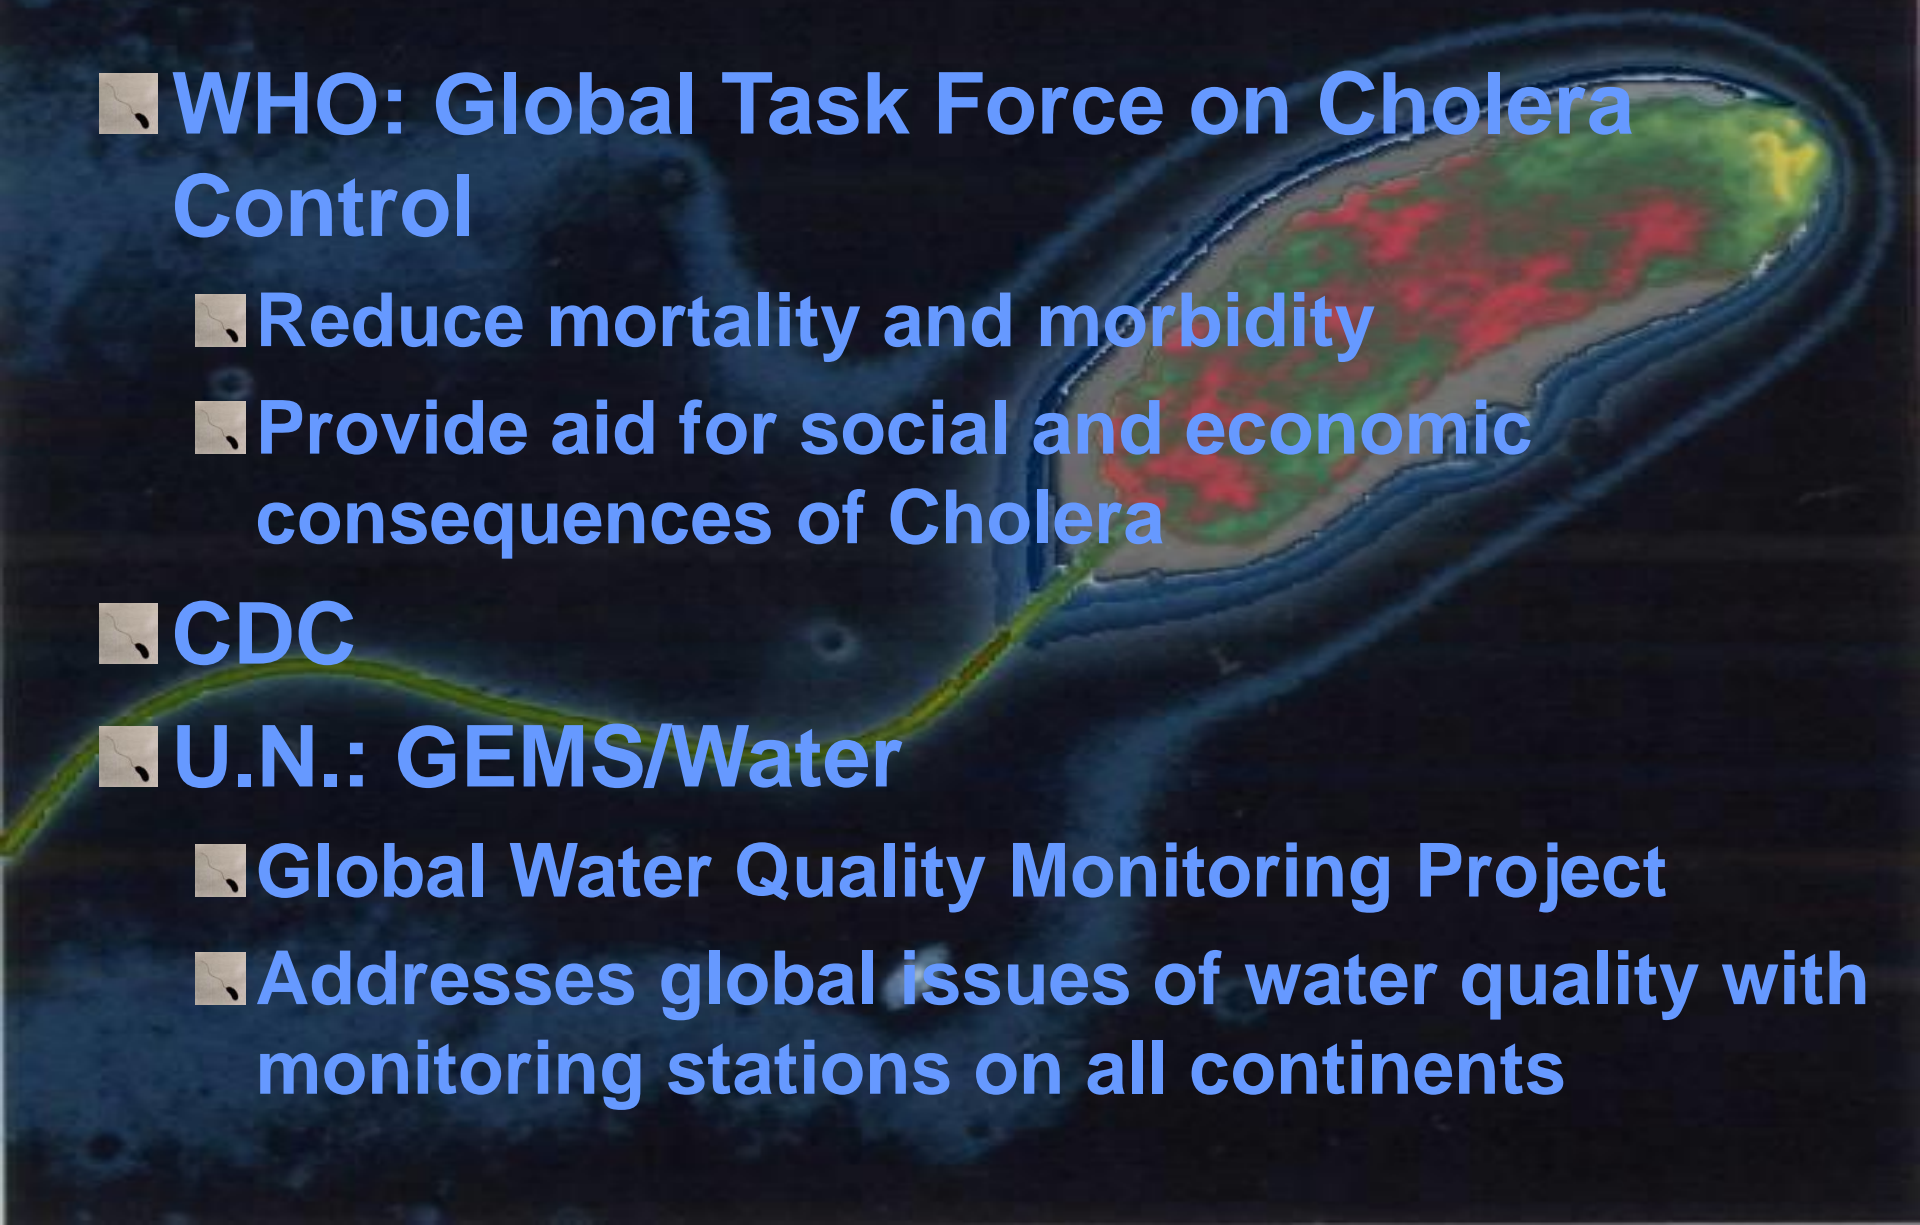 WHO: Global Task Force on Cholera
Control
Reduce mortality and morbidity
Provide aid for social and economic
consequences of Cholera
CDC
U.N.: GEMS/Water
Global Water Quality Monitoring Project
Addresses global issues of water quality with
monitoring stations on all continents